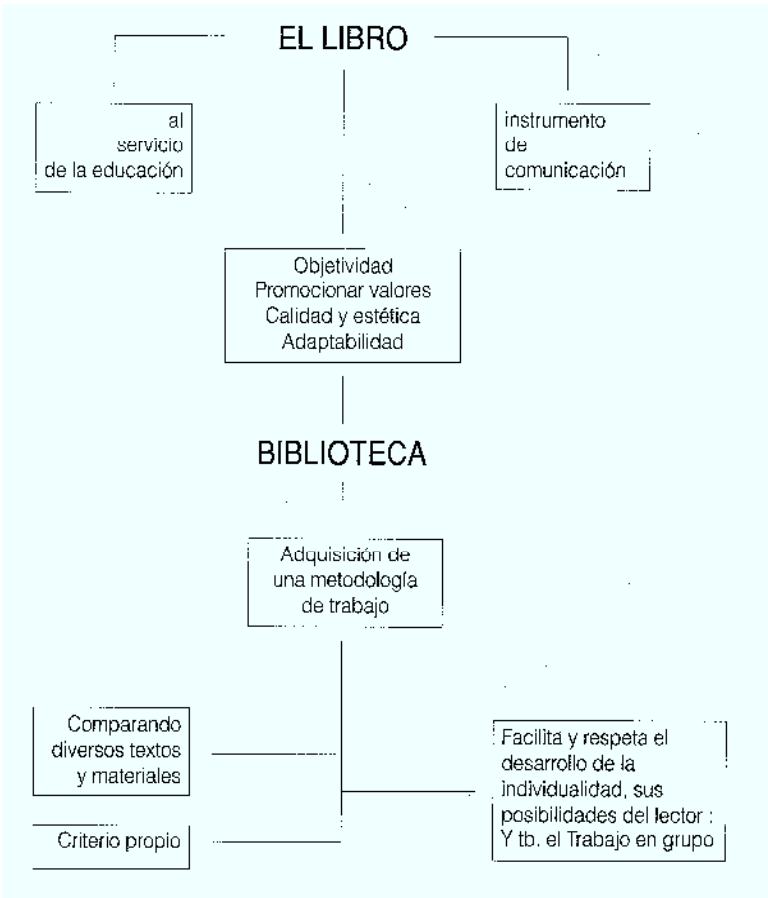 EL LIBRO
al
servicio
de la educación
instrumento
de
comunicación
Objetividad
Promocionar valores
Calidad y estética
Adaptabilidad
BIBLIOTECA
Adquisición de
una metodología
de trabajo
Comparando
diversos textos
y materiales
Criterio propio
Facilita y respeta el
desarrollo de la
individualidad, sus
posibilidades del lector :
Y tb. el Trabajo en grupo